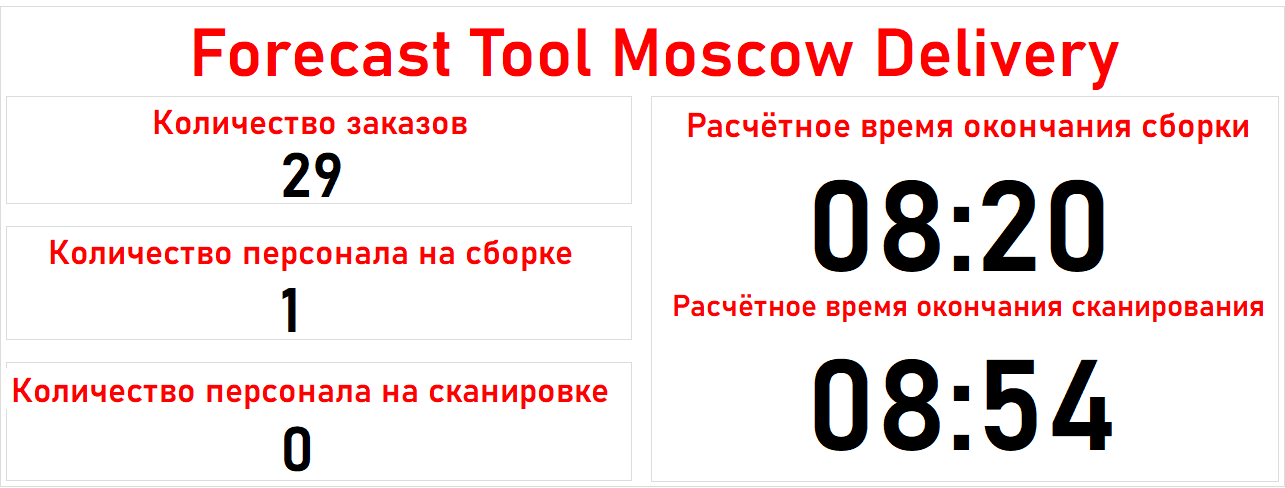 Forecast Tool Moscow Delivery
Количество заказов
29
Количество персонала на сборке
1
Количество персонала на сканировке
0
Расчётное время окончания сборки
08:20
Расчётное время окончания сканирования
08:54